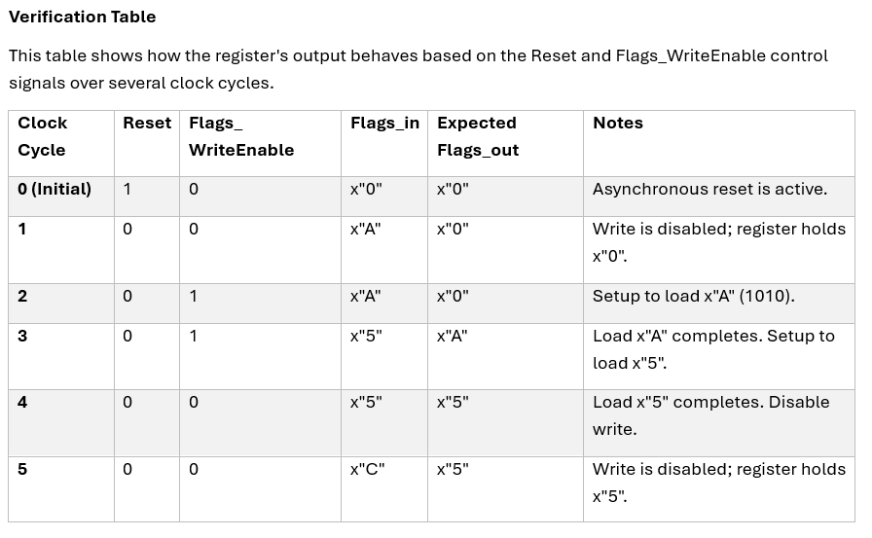 Verification Table
This table shows how the register's output behaves based on the Reset and Flags_WriteEnable control
signals over several clock cycles.
Clock Cycle Reset Flags_ WriteEnable Flags_in Expected Flags_out Notes
0 (Initial) 1 0 x"0" x"0" Asynchronous reset is active.
1 0 0 x"A" x"0" Write is disabled; register holds
x"0".
2 0 1 x"A" x"0" Setup to load x"A" (1010).
3 0 1 x"5" x"A" Load x"A" completes. Setup to
load x"5".
4 0 0 x"5" x"5" Load x"5" completes. Disable
write.
5 0 0 x"C" x"5" Write is disabled; register holds
x"5".